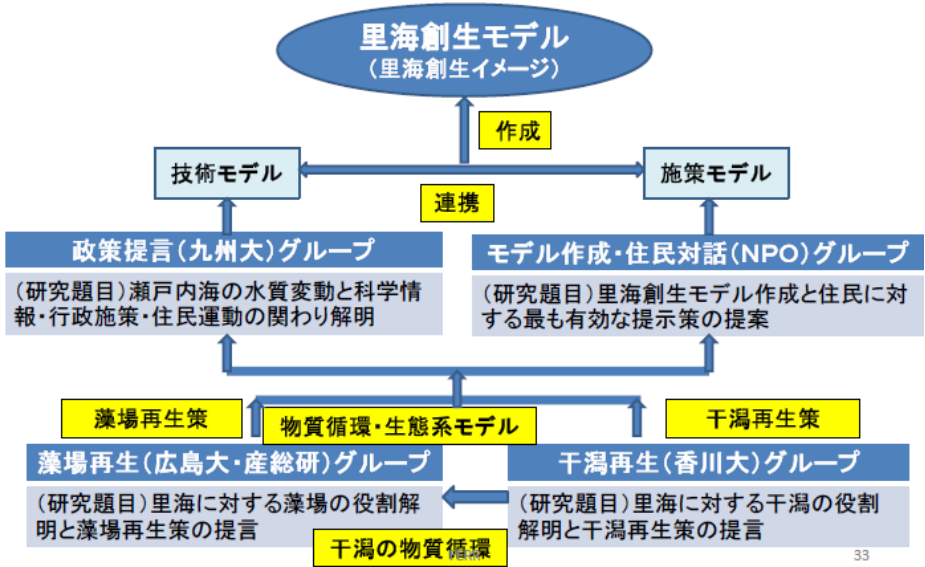 里海創生モデル
（里海創生イメージ）
作成
技術モデル
施策モデル
連携
政策提言（九州大）グループ
（研究題目）瀬戸内海の水質変動と科学情
報・行政施策・住民運動の関わり解明
モデル作成・住民対話（NPO）グループ
（研究題目）里海創生モデル作成と住民に対
する最も有効な提示策の提案
藻場再生策
物質循環・生態系モデル
干潟再生策
藻場再生（広島大・産総研）グループ
（研究題目）里海に対する藻場の役割解
明と藻場再生策の提言
干潟再生（香川大）グループ
（研究題目）里海に対する干潟の役割
解明と干潟再生策の提言
干潟の物質循環
33